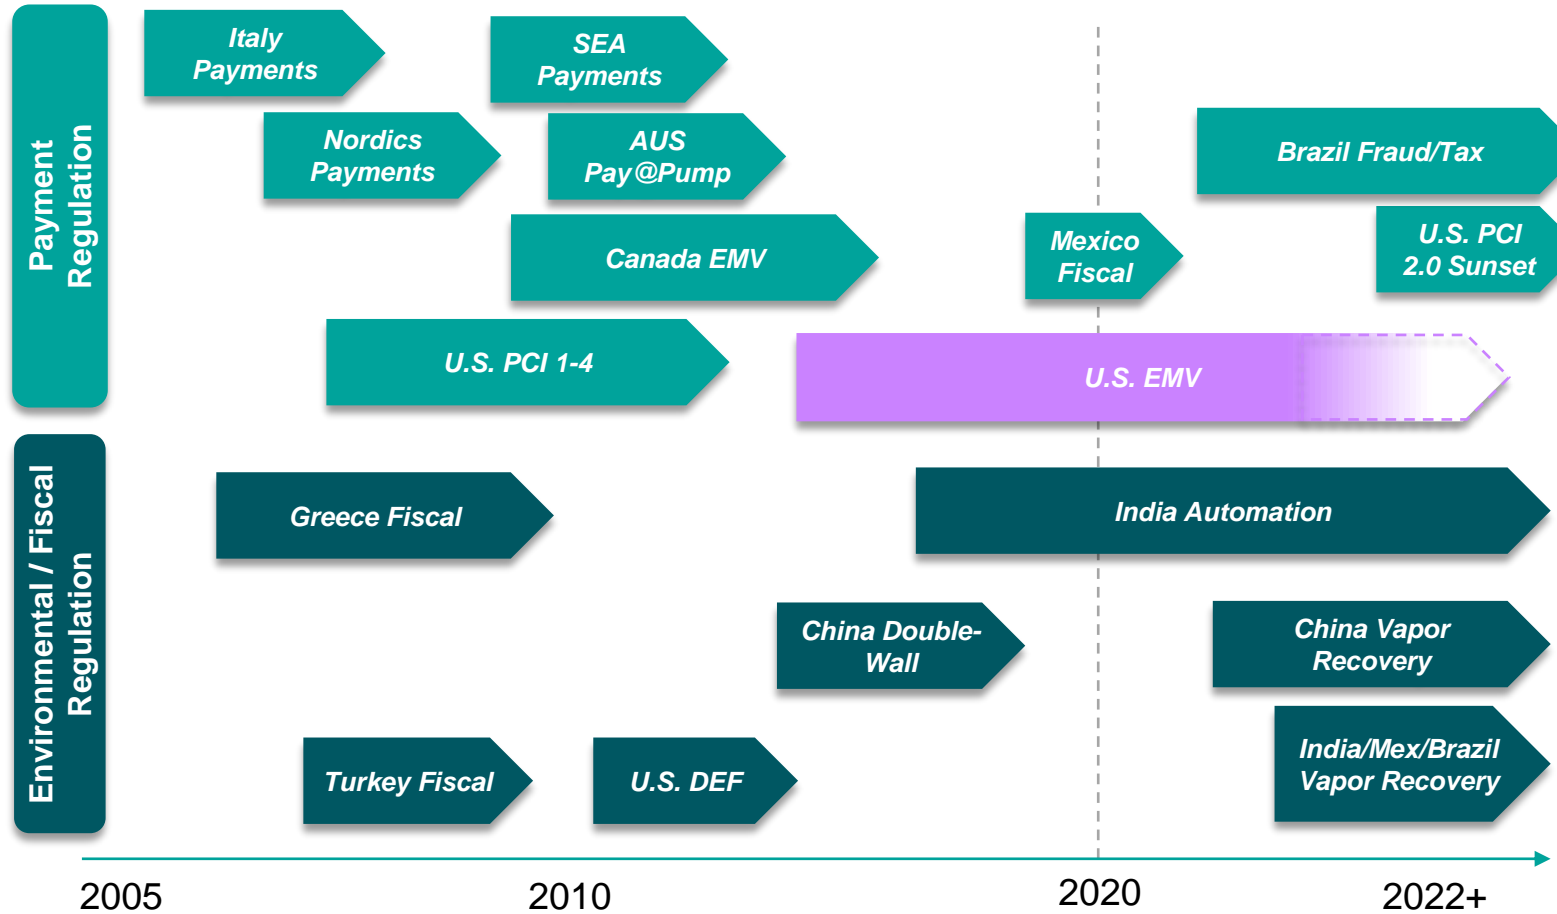 Payment
Regulation
Italy
Payments
SEA
Payments
Nordics
Payments
AUS
Pay@Pump
Brazil Fraud/Tax
Canada EMV
Mexico
Fiscal
U.S. PCI
2.0 Sunset
U.S. PCI 1-4
U.S. EMV
Environmental / Fiscal
Regulation
Greece Fiscal
India Automation
China Double-
Wall
China Vapor
Recovery
Turkey Fiscal
U.S. DEF
India/Mex/Brazil
Vapor Recovery
2005
2010
2020
2022+